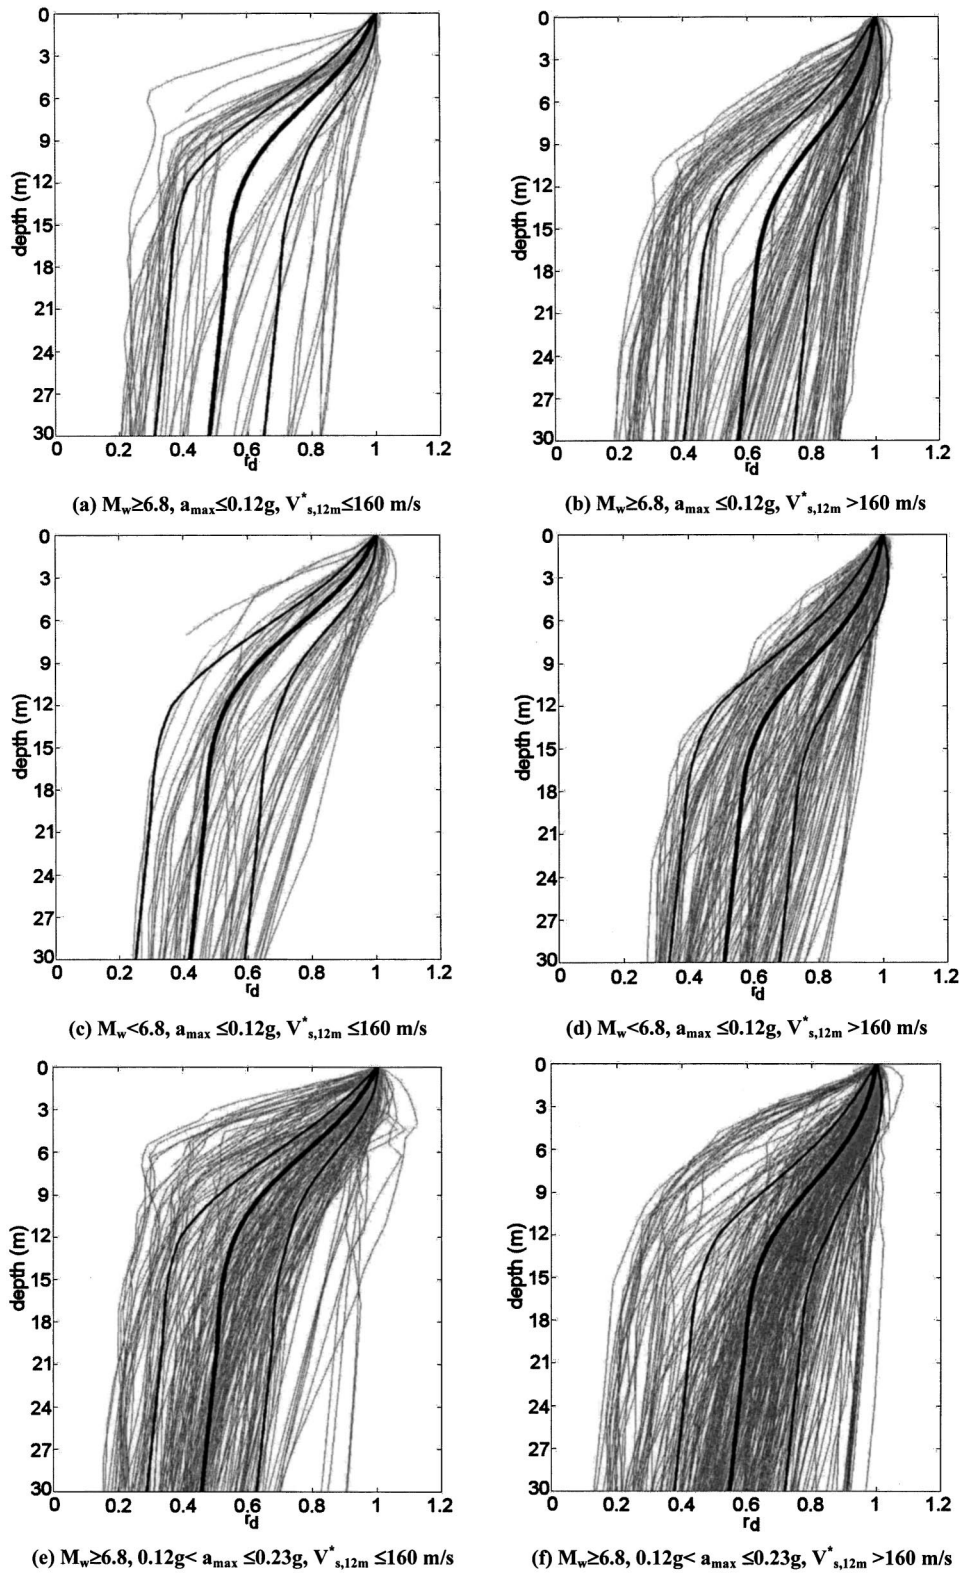 0 0
3 3
6 6
9 9
12 12
15 15
18 18
21 21
24 24
27 27
30 30
depth (m) depth (m)
0 0.2 0.4 0.6 0.8 1 1.2 0 0.2 0.4 0.6 0.8 1 1.2
rd rd
(a) Mw≥6.8, amax≤0.12g, V*s,12m≤160 m/s (b) Mw≥6.8, amax ≤0.12g, V*s,12m >160 m/s
0 0
3 3
6 6
9 9
12 12
15 15
18 18
21 21
24 24
27 27
30 30
depth (m) depth (m)
0 0.2 0.4 0.6 0.8 1 1.2 0 0.2 0.4 0.6 0.8 1 1.2
rd rd
(c) Mw<6.8, amax ≤0.12g, V*s,12m ≤160 m/s (d) Mw<6.8, amax ≤0.12g, V*s,12m >160 m/s
0 0
3 3
6 6
9 9
12 12
15 15
18 18
21 21
24 24
27 27
30 30
depth (m) depth (m)
0 0.2 0.4 0.6 0.8 1 1.2 0 0.2 0.4 0.6 0.8 1 1.2
rd rd
(e) Mw≥6.8, 0.12g< amax ≤0.23g, V*s,12m ≤160 m/s (f) Mw≥6.8, 0.12g< amax ≤0.23g, V*s,12m >160 m/s